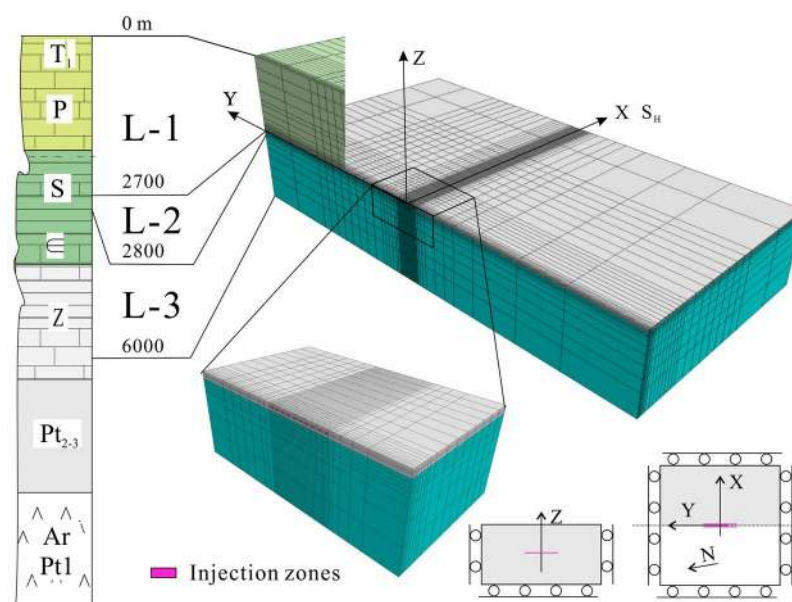 0 m
T1
P
L-1
S
2700
L-2
∈
2800
Z
L-3
6000
Pt2-3
Ar
Pt1
Injection zones
Z
Y
X SH
Z
X
Y
N